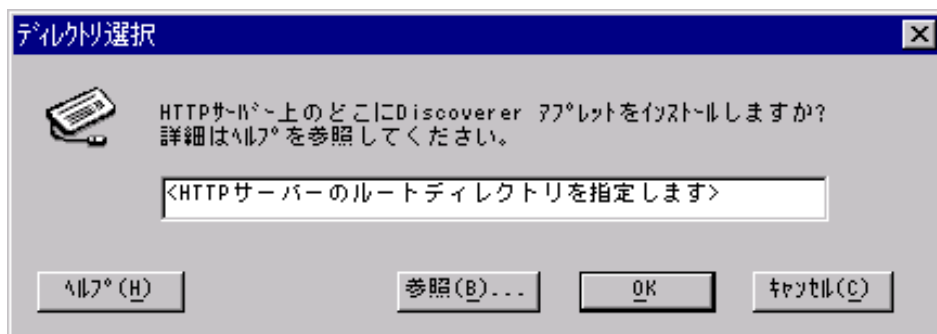 ﾃﾞｨﾚｸﾄﾘ選択
HTTPｻｰﾊﾞｰ上のどこにDiscoverer ｱﾌﾟﾚｯﾄをｲﾝｽﾄｰﾙしますか?
詳細はﾍﾙﾌﾟを参照してください。
<HTTPサーバーのルートディレクトリを指定します>
ﾍﾙﾌﾟ(H) 参照(B)... OK ｷｬﾝｾﾙ(C)